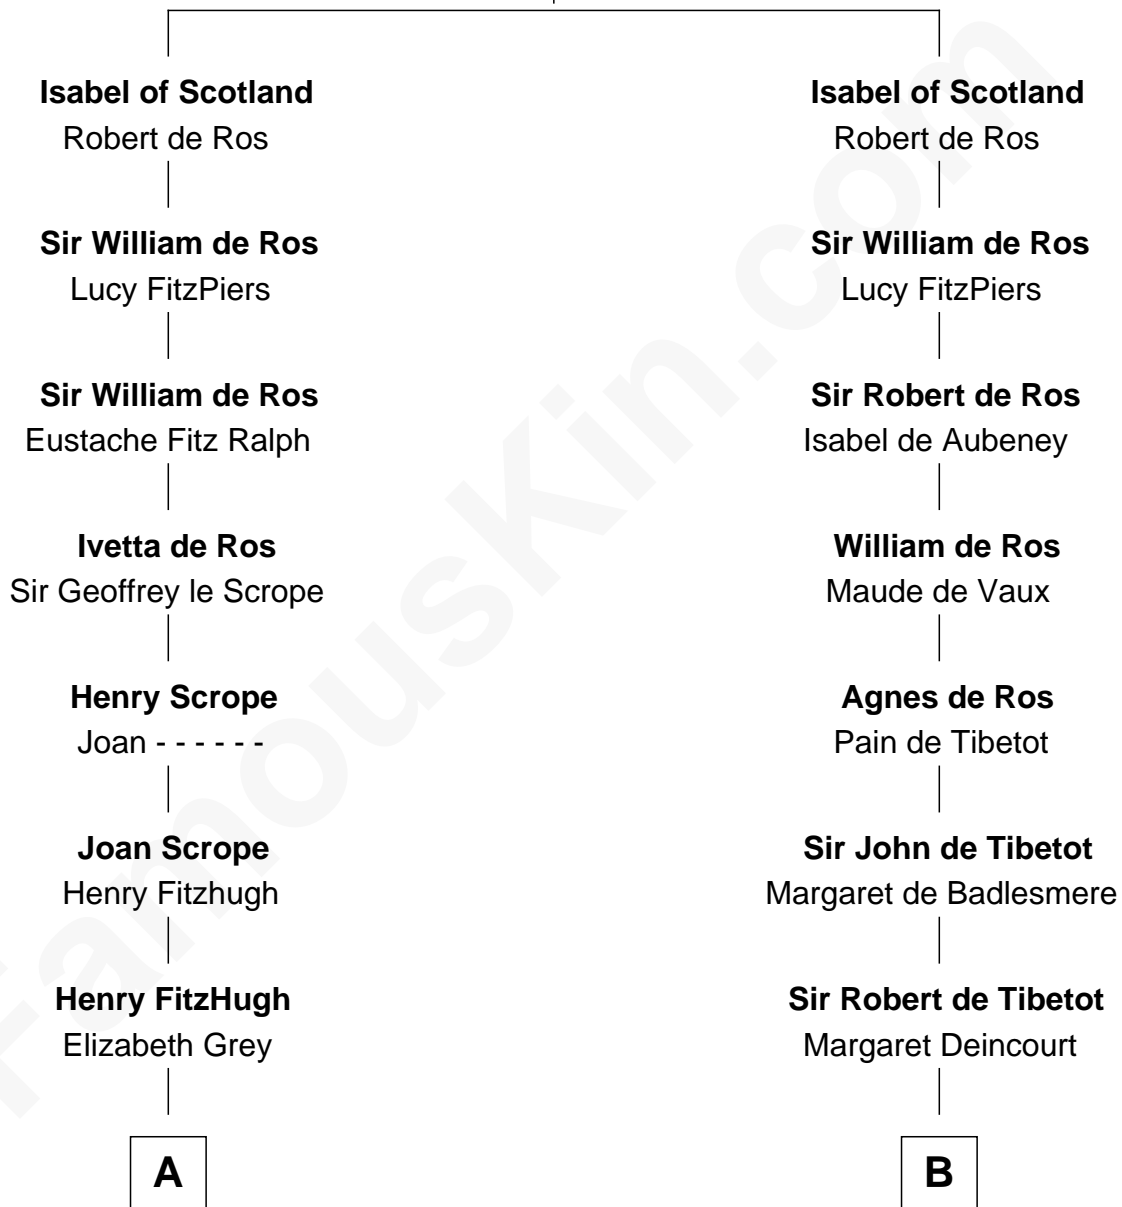 Isabel of Scotland
Robert de Ros
Sir William de Ros
Lucy FitzPiers
Sir William de Ros
Eustache Fitz Ralph
Ivetta de Ros
Sir Geoffrey le Scrope
Henry Scrope
Joan - - - - - -
Joan Scrope
Henry Fitzhugh
Henry FitzHugh
Elizabeth Grey
A
Isabel of Scotland
Robert de Ros
Sir William de Ros
Lucy FitzPiers
Sir Robert de Ros
Isabel de Aubeney
William de Ros
Maude de Vaux
Agnes de Ros
Pain de Tibetot
Sir John de Tibetot
Margaret de Badlesmere
Sir Robert de Tibetot
Margaret Deincourt
B
FamousKin.com